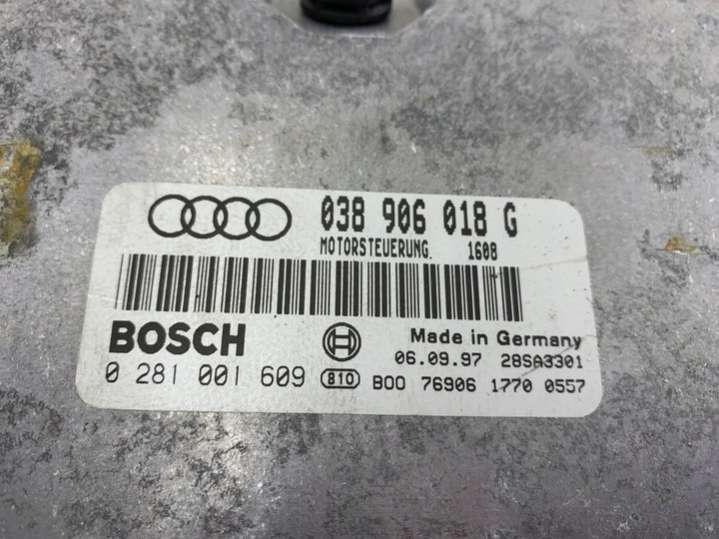 038 906 018 G
MOTORSTEUERUNG. 1608
BOSCH
Made in Germany
06.09.97 28SA3301
0 281 001 609 810 B00 76906 1770 0557